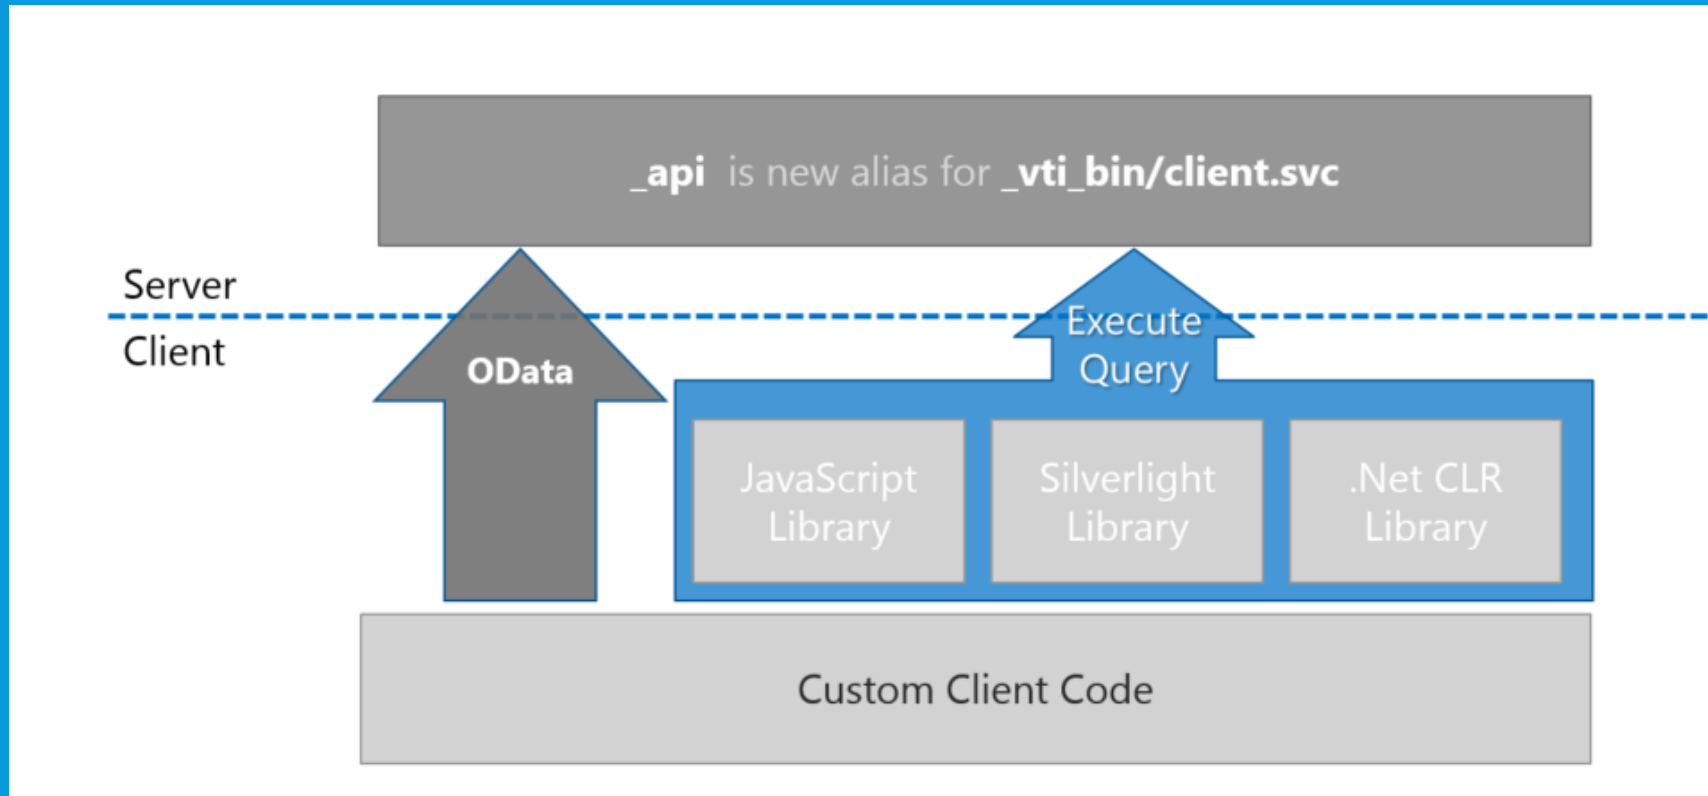 _api is new alias for _vti_bin/client.svc
Server
Client
OData
Execute
Query
JavaScript
Library
Silverlight
Library
.Net CLR
Library
Custom Client Code